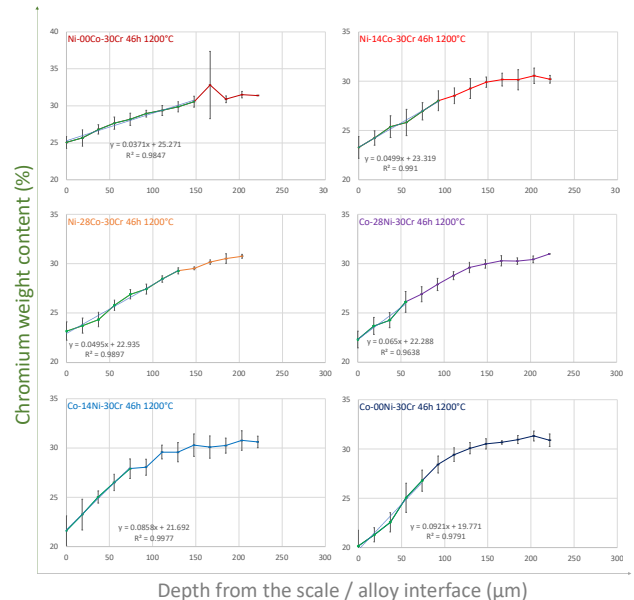 Chromium weight content (%)
Ni-00Co-30Cr 46h 1200°C
40
35
30
25
20
15
y = 0.0371x + 25.271
R² = 0.9847
0 50 100 150 200 250 300
Ni-14Co-30Cr 46h 1200°C
35
30
25
20
15
y = 0.0499x + 23.319
R² = 0.991
0 50 100 150 200 250 300
Ni-28Co-30Cr 46h 1200°C
35
30
25
20
15
y = 0.0495x + 22.935
R² = 0.9897
0 50 100 150 200 250 300
Co-28Ni-30Cr 46h 1200°C
35
30
25
20
15
y = 0.065x + 22.288
R² = 0.9638
0 50 100 150 200 250 300
Co-14Ni-30Cr 46h 1200°C
35
30
25
20
y = 0.0858x + 21.692
R² = 0.9977
0 50 100 150 200 250 300
Co-00Ni-30Cr 46h 1200°C
35
30
25
20
y = 0.0921x + 19.771
R² = 0.9791
0 50 100 150 200 250 300
Depth from the scale / alloy interface (µm)